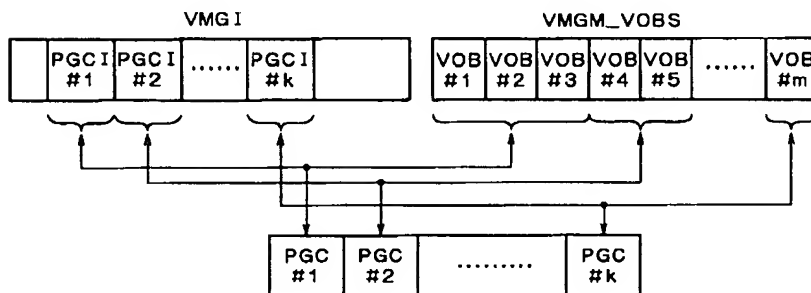 VMGI VMGM_VOBS
PGCI PGCI ...... PGCI VOB VOB VOB VOB VOB ...... VOB
#1 #2 #k #1 #2 #3 #4 #5 #m
PGC PGC ......... PGC
#1 #2 #k